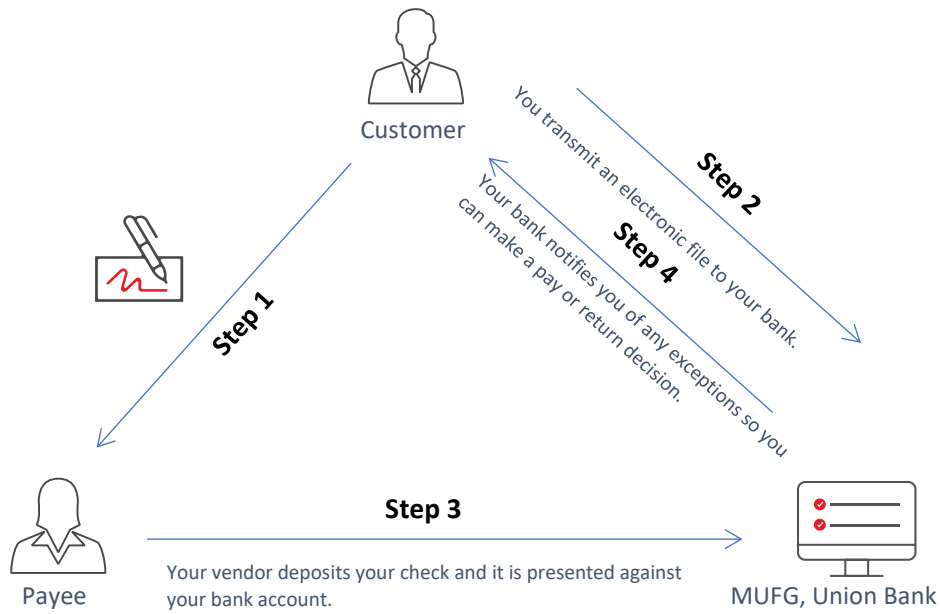 Customer
Step 1
Step 2
You transmit an electronic file to your bank.
Step 4
Your bank notifies you of any exceptions so you
can make a pay or return decision.
Step 3
Your vendor deposits your check and it is presented against
your bank account.
Payee
MUFG, Union Bank